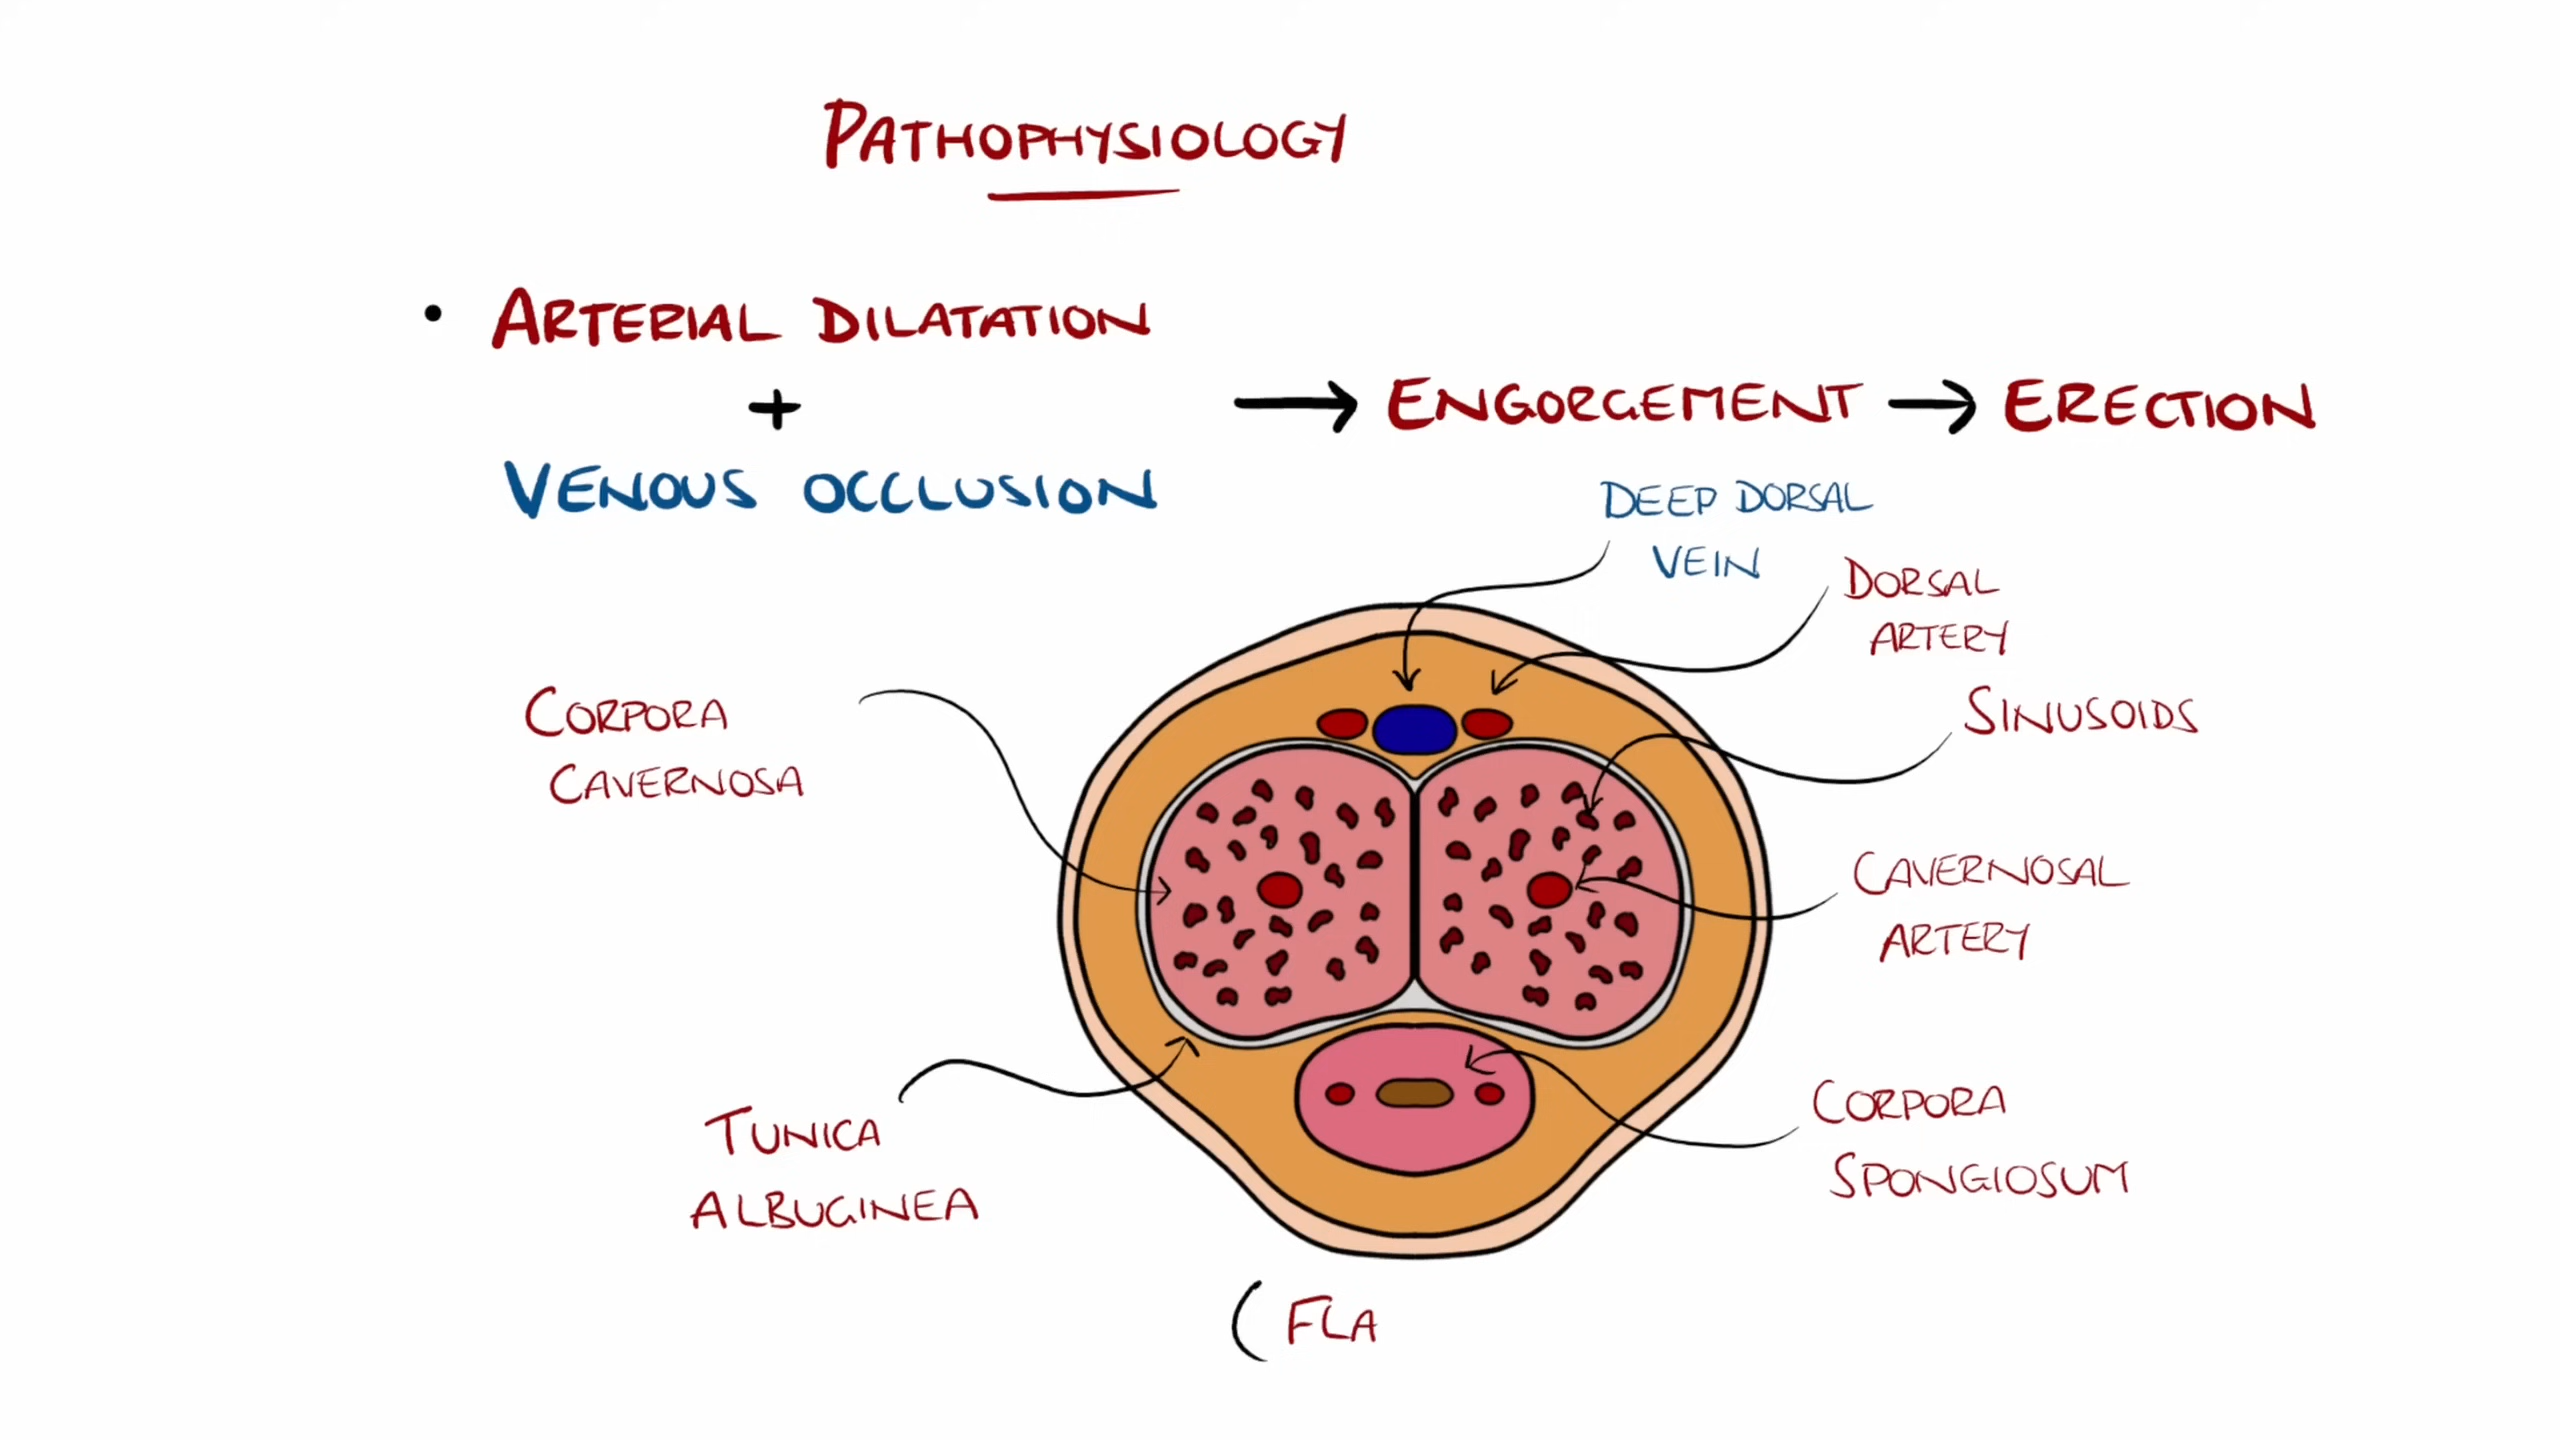 PATHOPHYSIOLOGY
• ARTERIAL DILATATION
+
→ ENGORGEMENT → ERECTION
VENOUS OCCLUSION
DEEP DORSAL
VEIN
DORSAL
ARTERY
SINUSOIDS
CORPORA
CAVERNOSA
CAVERNOSAL
ARTERY
TUNICA
ALBUGINEA
CORPORA
SPONGIOSUM
(FLA